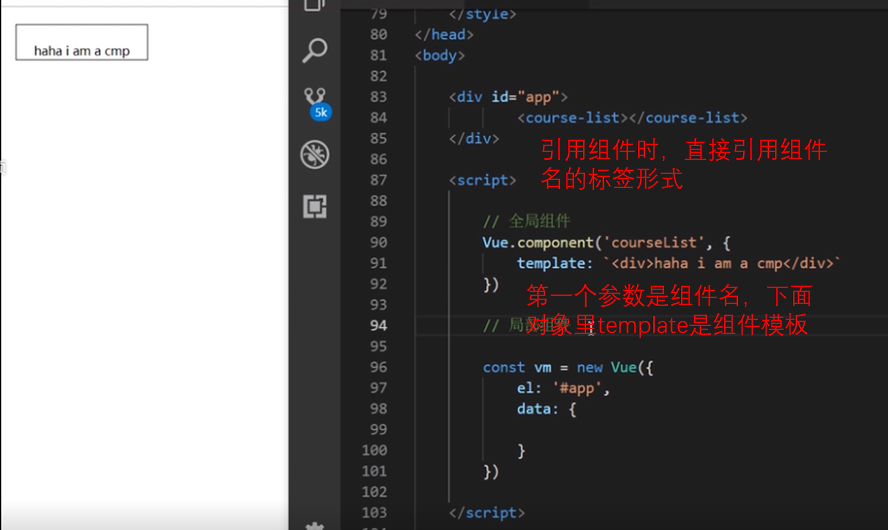 haha i am a cmp
5k
79 </style>
80 </head>
81 <body>
82
83 <div id="app">
84 <course-list></course-list>
85 </div>
86
87 <script>
88
89 // 全局组件
90 Vue.component('courseList', {
91 template: `<div>haha i am a cmp</div>`
92 })
93
94 // 局部组件
95
96 const vm = new Vue({
97 el: '#app',
98 data: {
99
100 }
101 })
102
103 </script>
引用组件时，直接引用组件
名的标签形式
第一个参数是组件名，下面
对象里template是组件模板